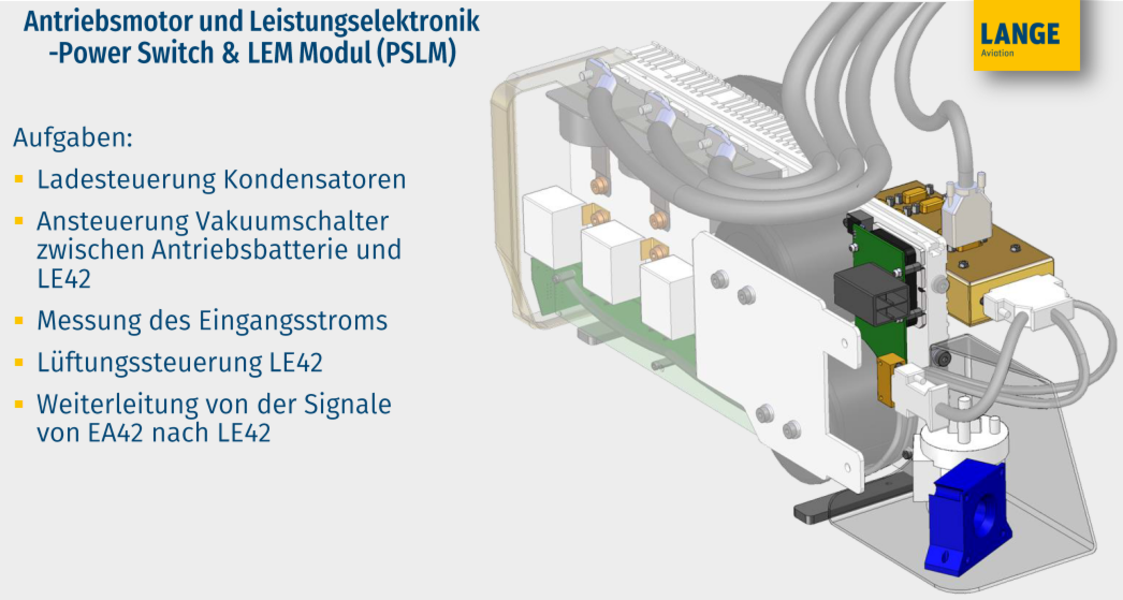 Antriebsmotor und Leistungselektronik
-Power Switch & LEM Modul (PSLM)
LANGE
Aviation
Aufgaben:
▪ Ladesteuerung Kondensatoren
▪ Ansteuerung Vakuumschalter
zwischen Antriebsbatterie und
LE42
▪ Messung des Eingangsstroms
▪ Lüftungssteuerung LE42
▪ Weiterleitung von der Signale
von EA42 nach LE42